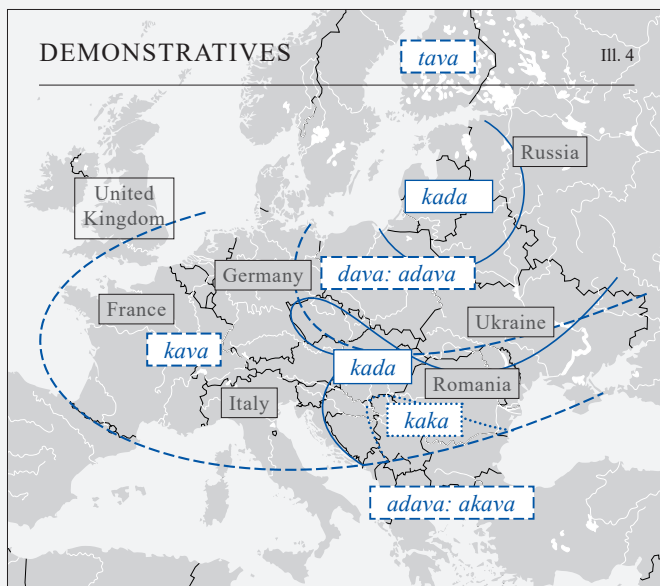 DEMONSTRATIVES
Ill. 4
tava
Russia
United
Kingdom
kada
Germany
dava: adava
France
Ukraine
kava
kada
Romania
Italy
kaka
adava: akava